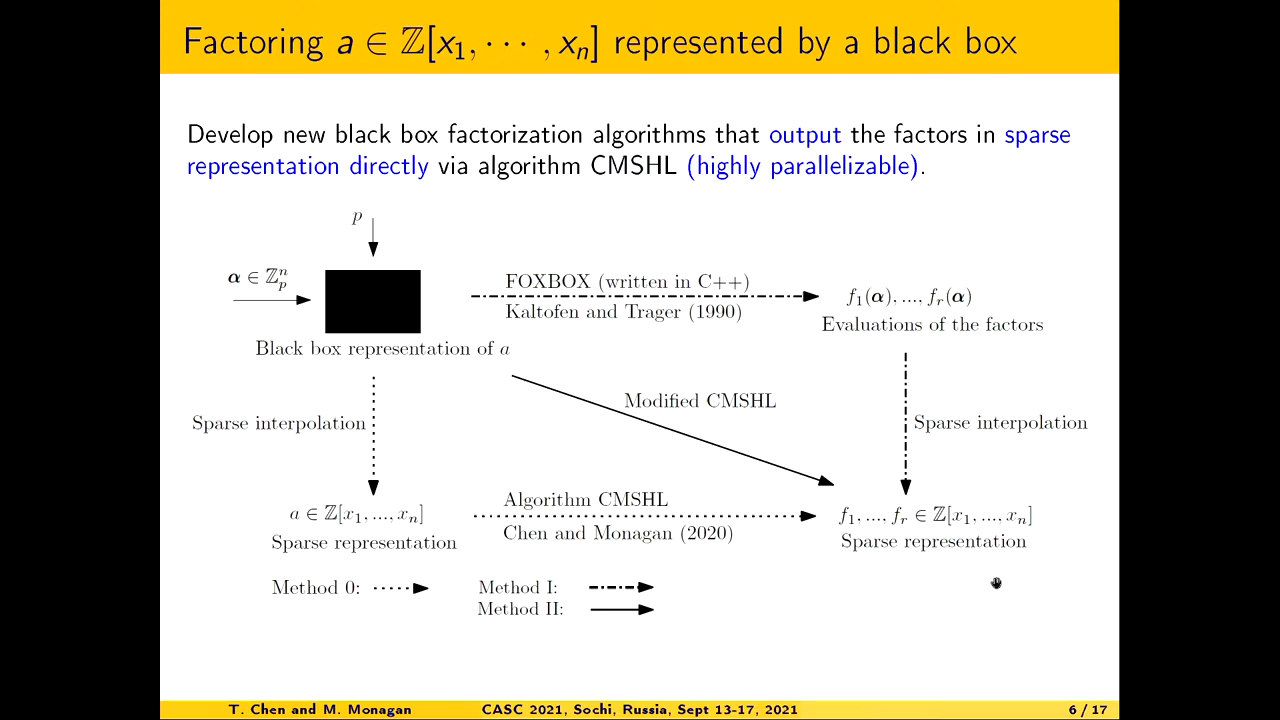 Factoring a ∈ ℤ[x₁, ⋯ , xₙ] represented by a black box
Develop new black box factorization algorithms that output the factors in sparse
representation directly via algorithm CMSHL (highly parallelizable).
p
α ∈ ℤₚⁿ
FOXBOX (written in C++)
Kaltofen and Trager (1990)
f₁(α), ..., fᵣ(α)
Evaluations of the factors
Black box representation of a
Modified CMSHL
Sparse interpolation
Sparse interpolation
Algorithm CMSHL
Chen and Monagan (2020)
a ∈ ℤ[x₁, ..., xₙ]
Sparse representation
f₁, ..., fᵣ ∈ ℤ[x₁, ..., xₙ]
Sparse representation
Method 0:
Method I:
Method II:
T. Chen and M. Monagan CASC 2021, Sochi, Russia, Sept 13-17, 2021 6 / 17